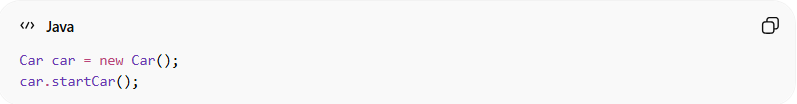 </> Java
Car car = new Car();
car.startCar();